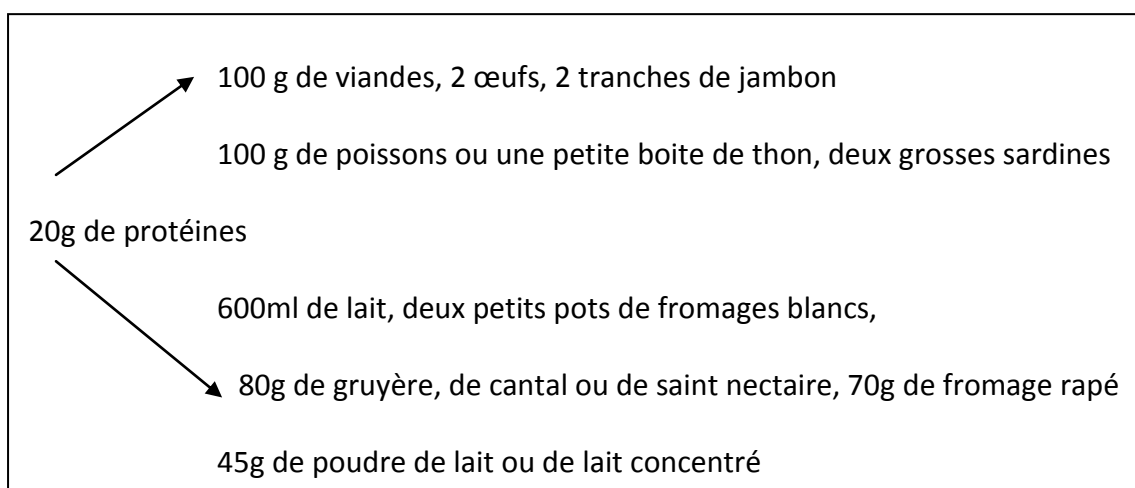 100 g de viandes, 2 œufs, 2 tranches de jambon
100 g de poissons ou une petite boite de thon, deux grosses sardines
20g de protéines
600ml de lait, deux petits pots de fromages blancs,
80g de gruyère, de cantal ou de saint nectaire, 70g de fromage rapé
45g de poudre de lait ou de lait concentré